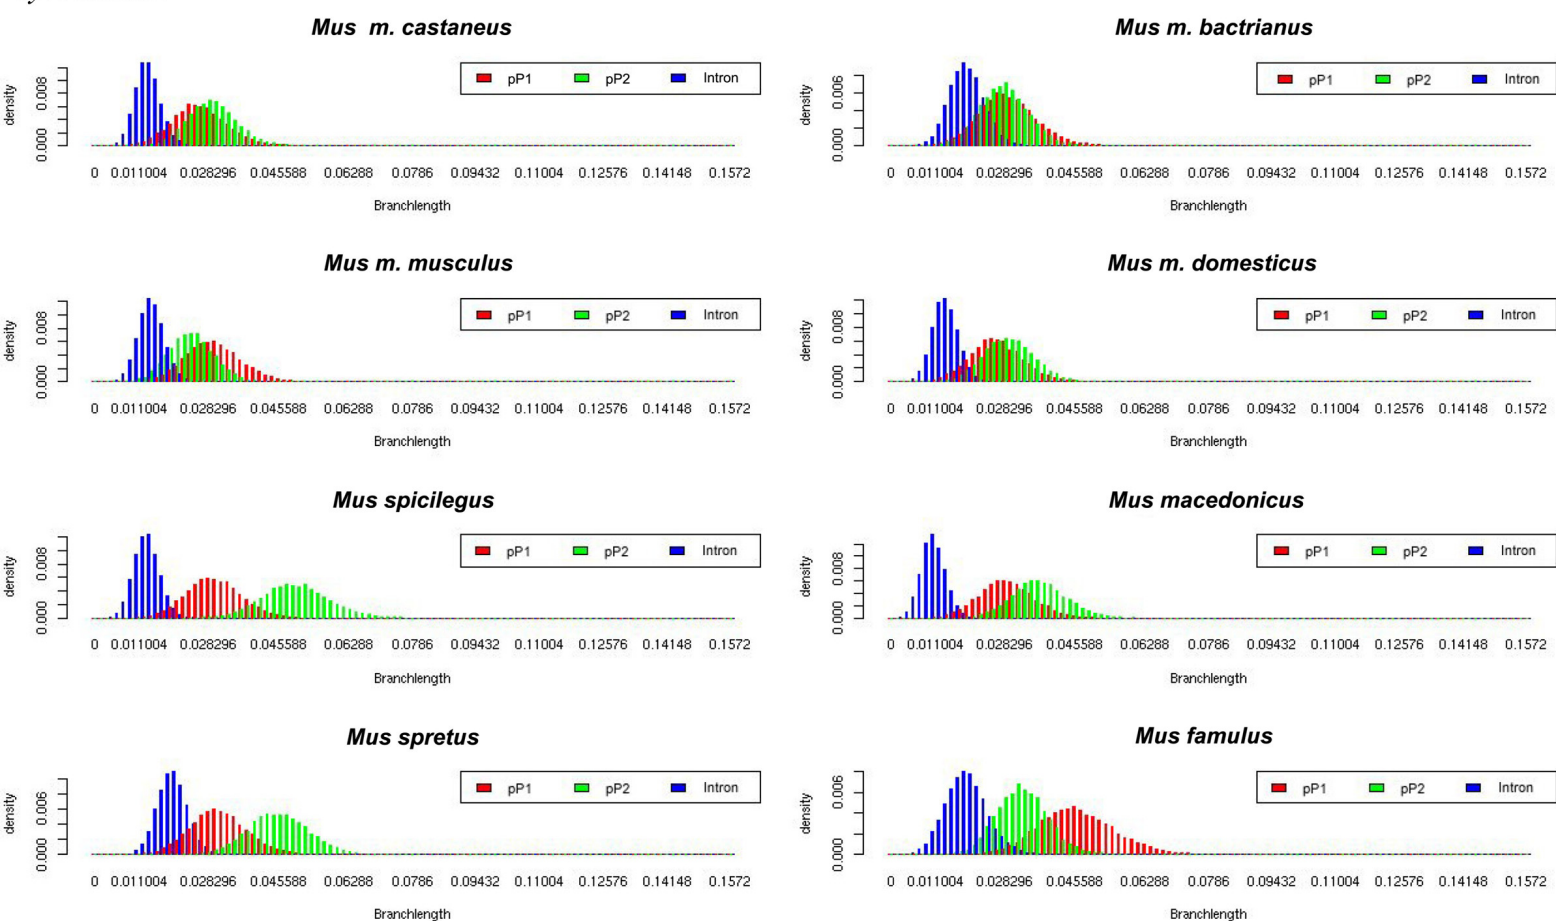 Mus m. castaneus
density
0.008
0.000
pP1 pP2 Intron
0 0.011004 0.028296 0.045588 0.06288 0.0786 0.09432 0.11004 0.12576 0.14148 0.1572
Branchlength
Mus m. bactrianus
density
0.006
0.000
pP1 pP2 Intron
0 0.011004 0.028296 0.045588 0.06288 0.0786 0.09432 0.11004 0.12576 0.14148 0.1572
Branchlength
Mus m. musculus
density
0.008
0.000
pP1 pP2 Intron
0 0.011004 0.028296 0.045588 0.06288 0.0786 0.09432 0.11004 0.12576 0.14148 0.1572
Branchlength
Mus m. domesticus
density
0.008
0.000
pP1 pP2 Intron
0 0.011004 0.028296 0.045588 0.06288 0.0786 0.09432 0.11004 0.12576 0.14148 0.1572
Branchlength
Mus spicilegus
density
0.008
0.000
pP1 pP2 Intron
0 0.011004 0.028296 0.045588 0.06288 0.0786 0.09432 0.11004 0.12576 0.14148 0.1572
Branchlength
Mus macedonicus
density
0.008
0.000
pP1 pP2 Intron
0 0.011004 0.028296 0.045588 0.06288 0.0786 0.09432 0.11004 0.12576 0.14148 0.1572
Branchlength
Mus spretus
density
0.006
0.000
pP1 pP2 Intron
0 0.011004 0.028296 0.045588 0.06288 0.0786 0.09432 0.11004 0.12576 0.14148 0.1572
Branchlength
Mus famulus
density
0.006
0.000
pP1 pP2 Intron
0 0.011004 0.028296 0.045588 0.06288 0.0786 0.09432 0.11004 0.12576 0.14148 0.1572
Branchlength